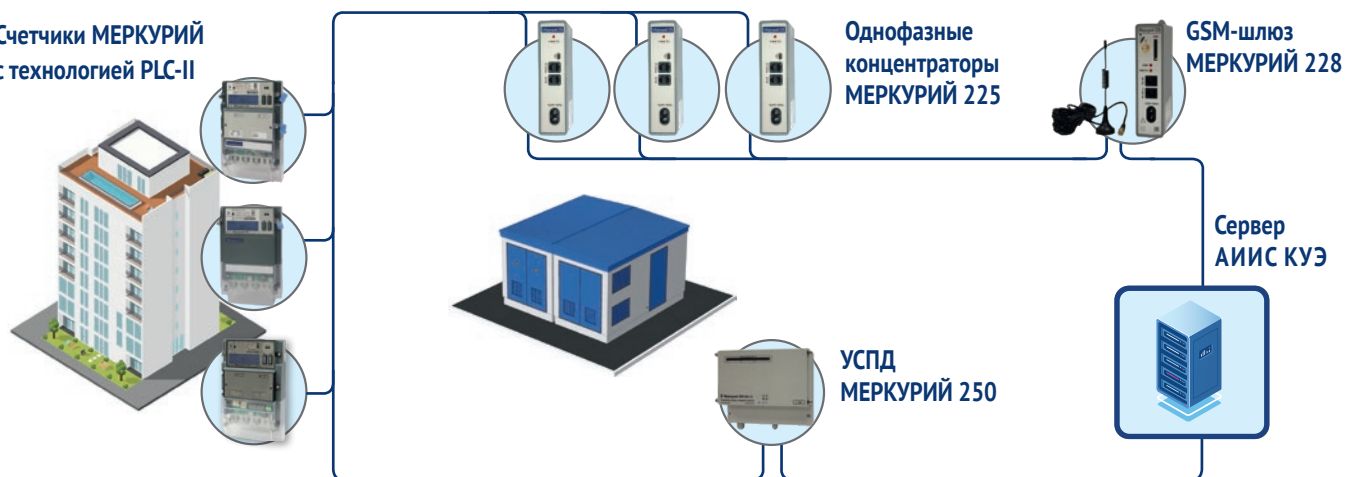 Счетчики МЕРКУРИЙ
с технологией PLC-II
Однофазные
концентраторы
МЕРКУРИЙ 225
GSM-шлюз
МЕРКУРИЙ 228
Сервер
АИИС КУЭ
УСПД
МЕРКУРИЙ 250